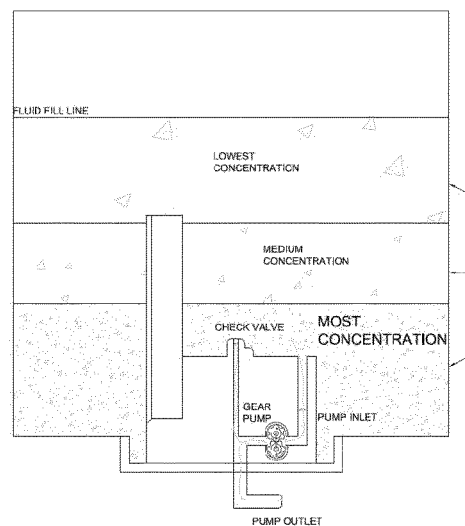 FLUID FILL LINE
LOWEST
CONCENTRATION
MEDIUM
CONCENTRATION
CHECK VALVE
MOST
CONCENTRATION
GEAR
PUMP
PUMP INLET
PUMP OUTLET